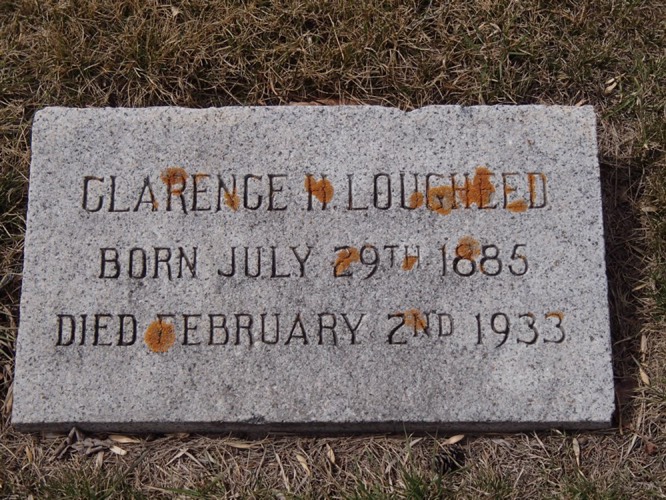 CLARENCE H. LOUGHEED
BORN JULY 29TH 1885
DIED FEBRUARY 2ND 1933